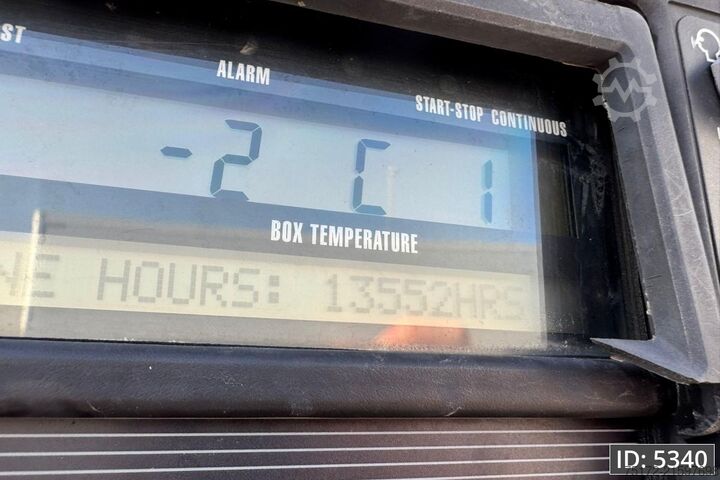 ST
ALARM
START-STOP CONTINUOUS
-2 C 1
BOX TEMPERATURE
NE HOURS: 13552HRS
ID: 5340